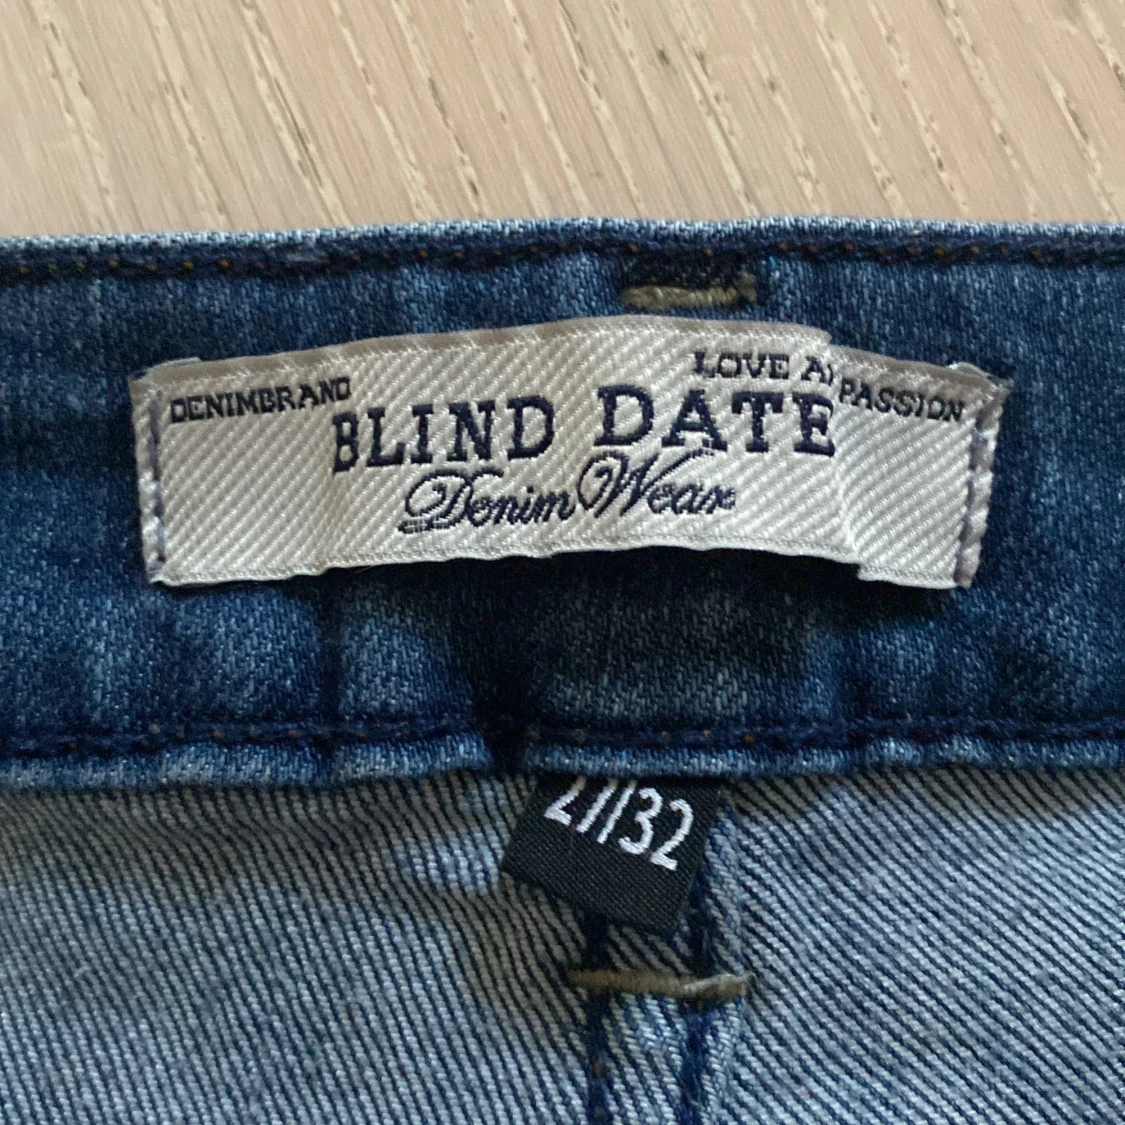 DENIMBRAND
LOVE A
PASSION
BLIND DATE
Denim Wear
27/32